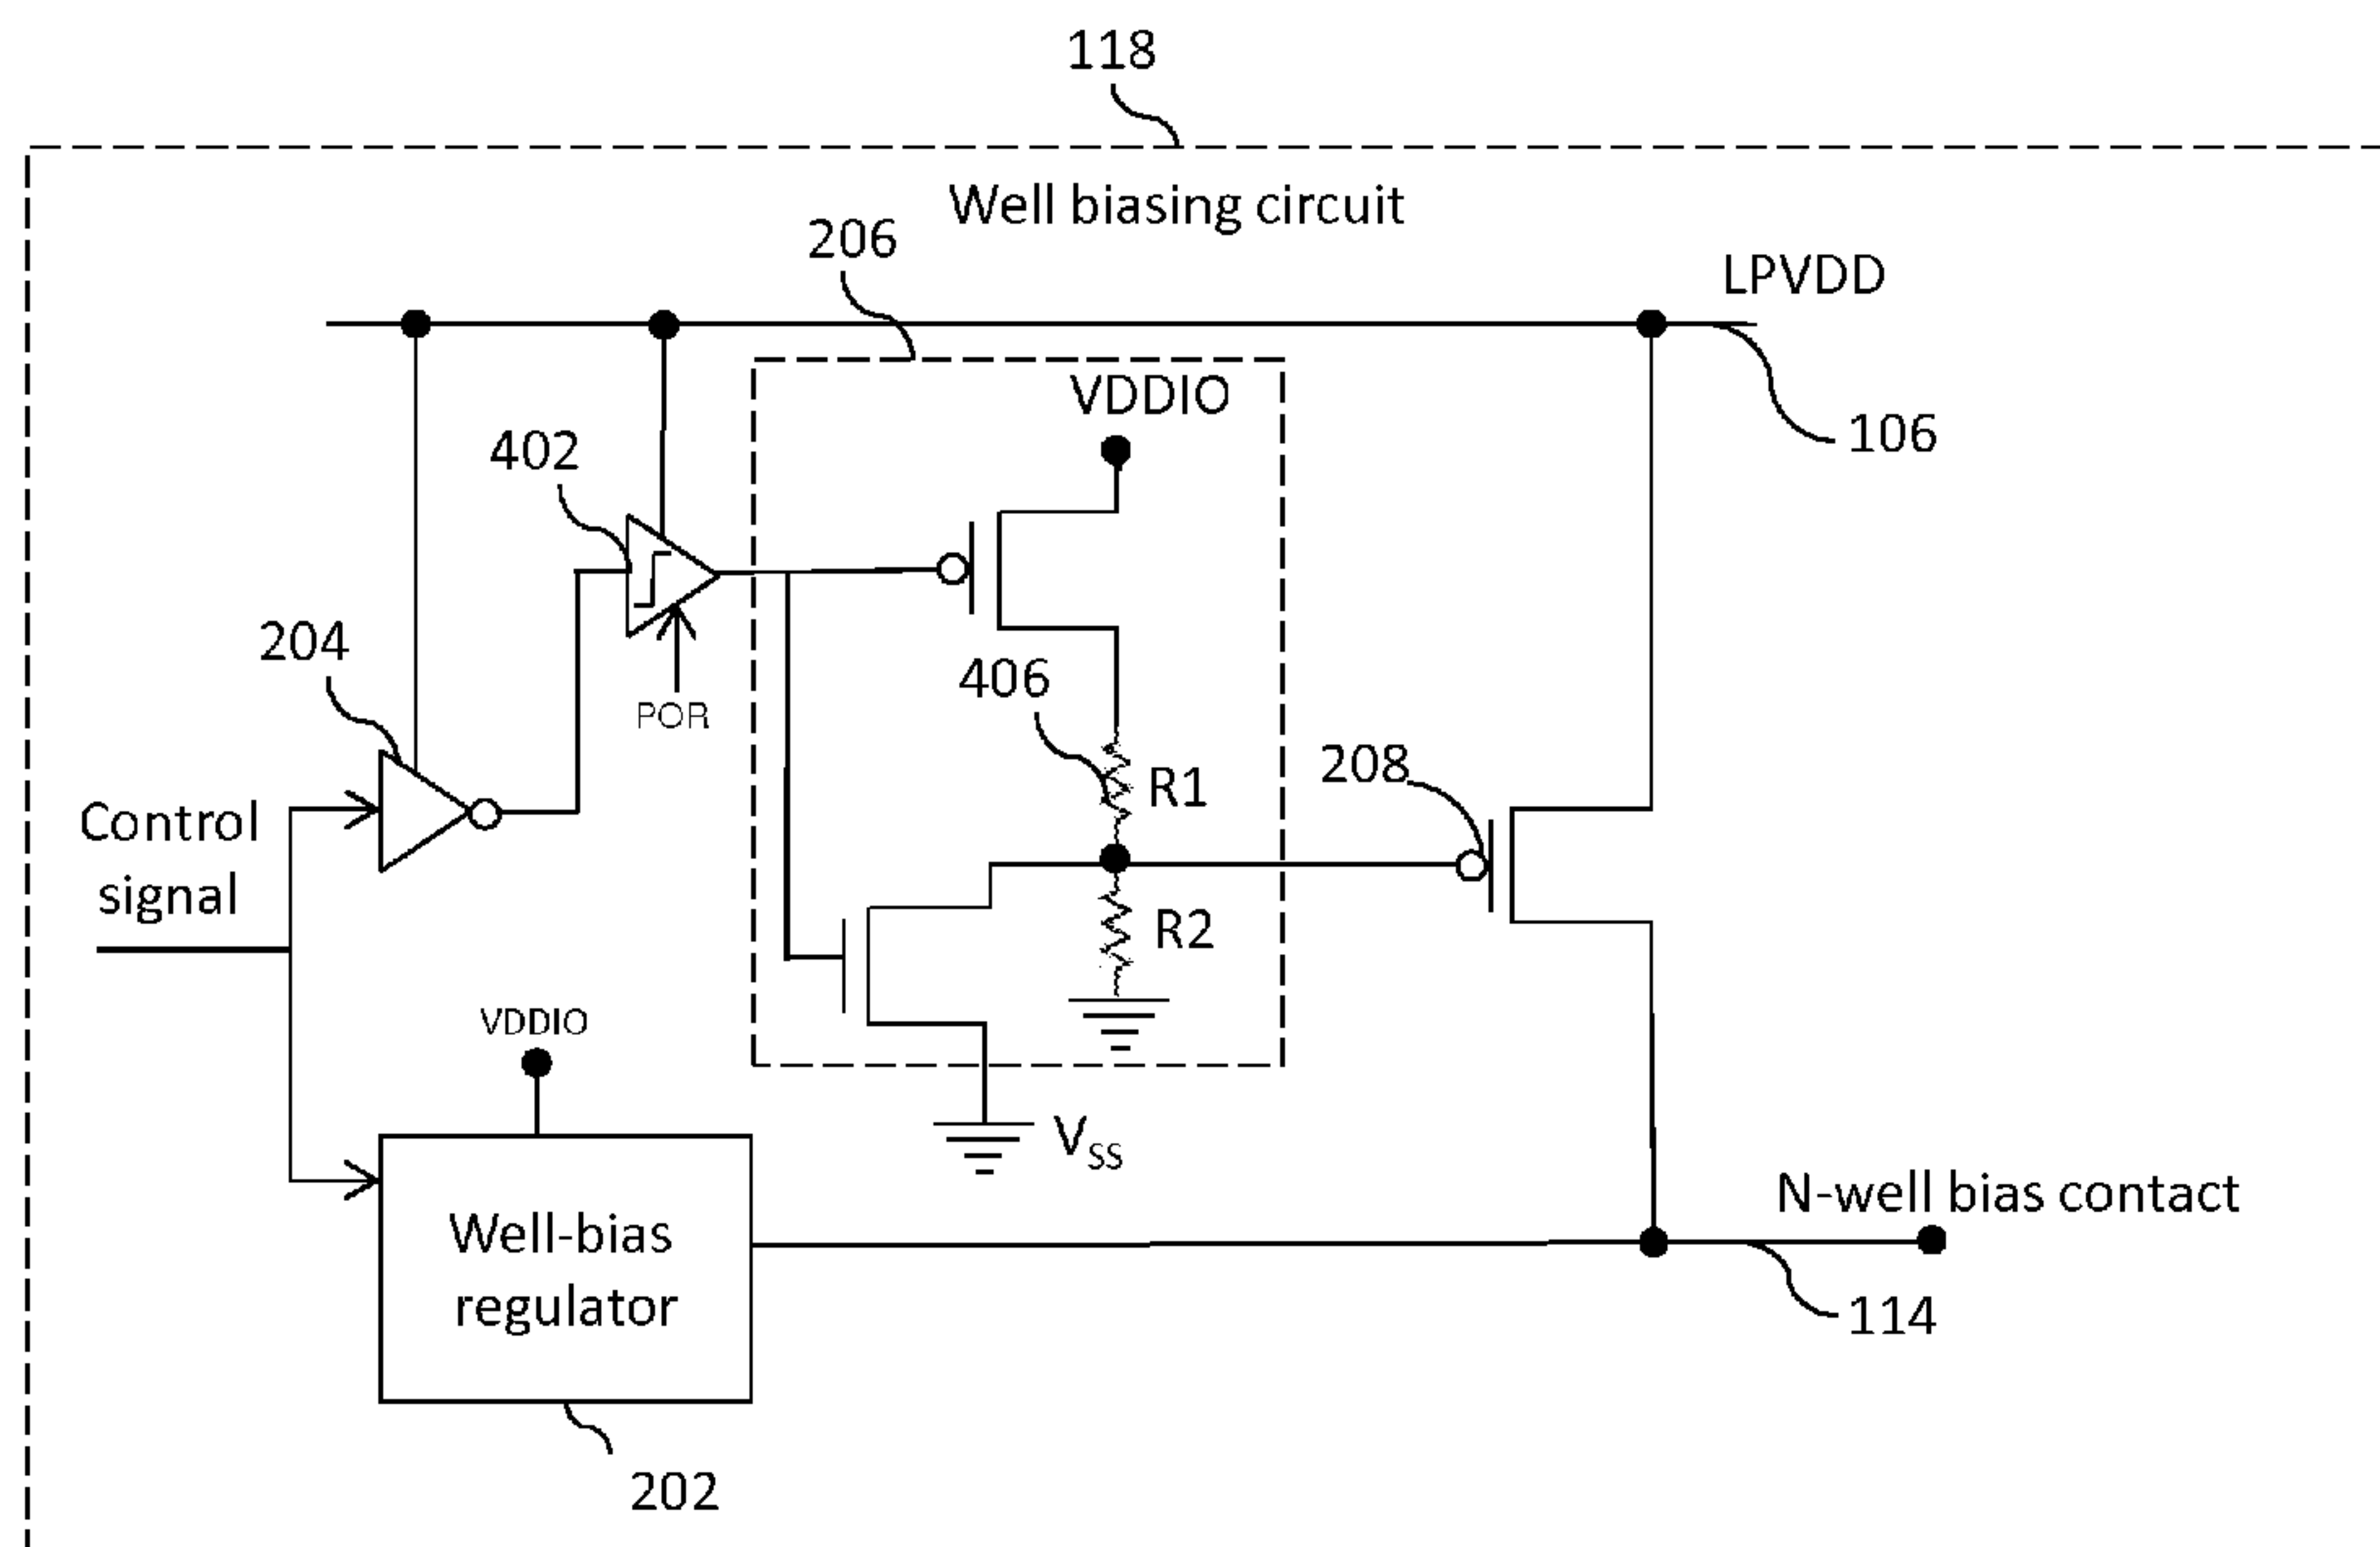 118
Well biasing circuit
206
LPVDD
VDDIO
402
106
204
POR
406
R1
208
Control
signal
R2
VDDIO
VSS
N-well bias contact
Well-bias
regulator
114
202